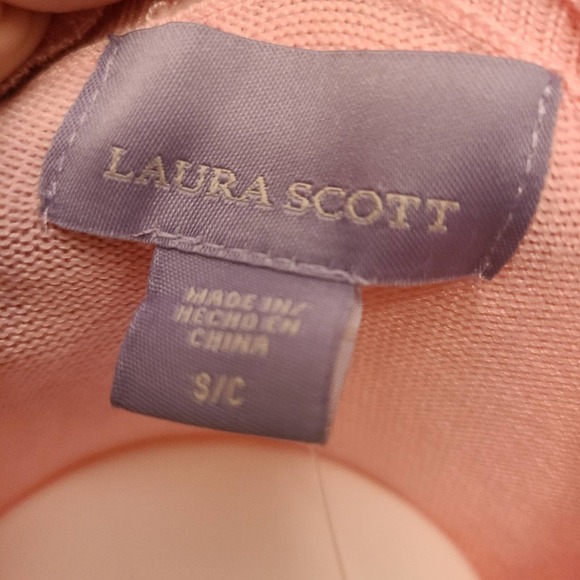 LAURA SCOTT
MADE IN/
HECHO EN
CHINA
S/C